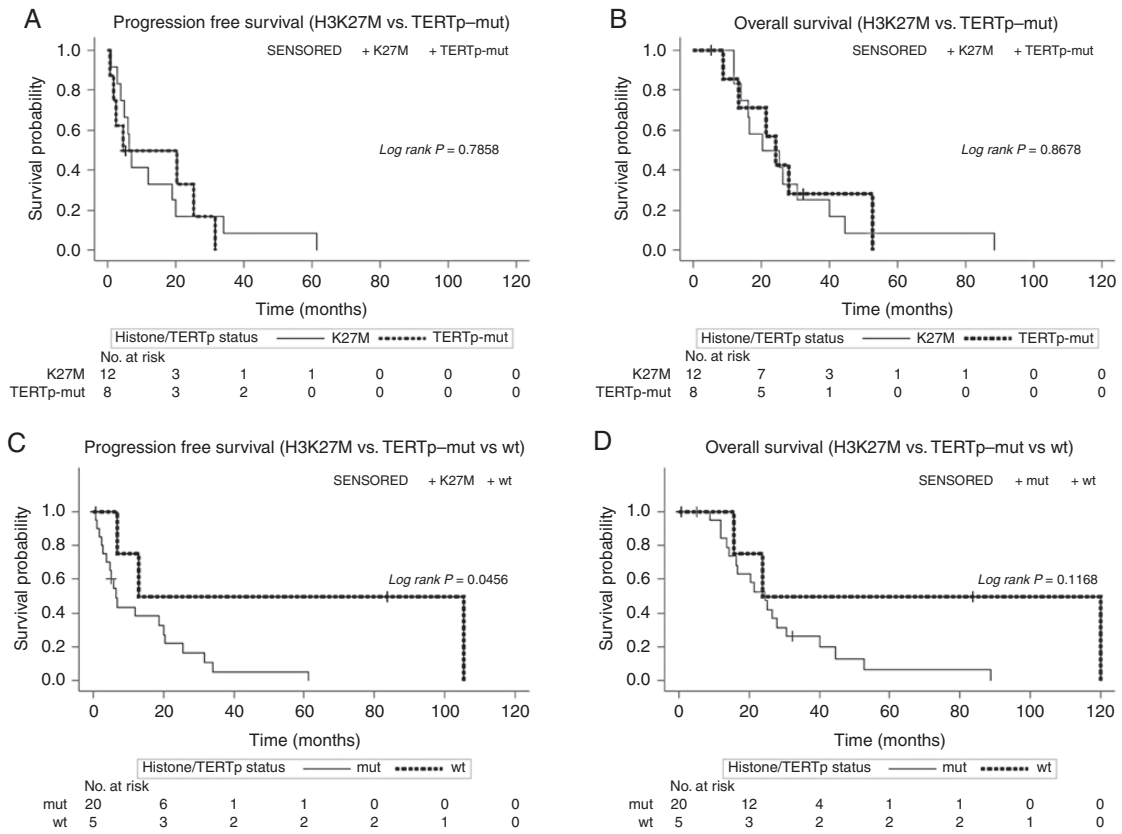 A
Progression free survival (H3K27M vs. TERTp–mut)
SENSORED + K27M + TERTp-mut
1.0
0.8
0.6
0.4
0.2
0.0
Survival probability
Log rank P = 0.7858
0 20 40 60 80 100 120
Time (months)
Histone/TERTp status K27M TERTp-mut
No. at risk
K27M 12 3 1 1 0 0 0
TERTp-mut 8 3 2 0 0 0 0
B
Overall survival (H3K27M vs. TERTp–mut)
SENSORED + K27M + TERTp-mut
1.0
0.8
0.6
0.4
0.2
0.0
Survival probability
Log rank P = 0.8678
0 20 40 60 80 100 120
Time (months)
Histone/TERTp status K27M TERTp-mut
No. at risk
K27M 12 7 3 1 1 0 0
TERTp-mut 8 5 1 0 0 0 0
C
Progression free survival (H3K27M vs. TERTp–mut vs wt)
SENSORED + K27M + wt
1.0
0.8
0.6
0.4
0.2
0.0
Survival probability
Log rank P = 0.0456
0 20 40 60 80 100 120
Time (months)
Histone/TERTp status mut wt
No. at risk
mut 20 6 1 1 0 0 0
wt 5 3 2 2 2 1 0
D
Overall survival (H3K27M vs. TERTp–mut vs wt)
SENSORED + mut + wt
1.0
0.8
0.6
0.4
0.2
0.0
Survival probability
Log rank P = 0.1168
0 20 40 60 80 100 120
Time (months)
Histone/TERTp status mut wt
No. at risk
mut 20 12 4 1 1 0 0
wt 5 3 2 2 2 1 0